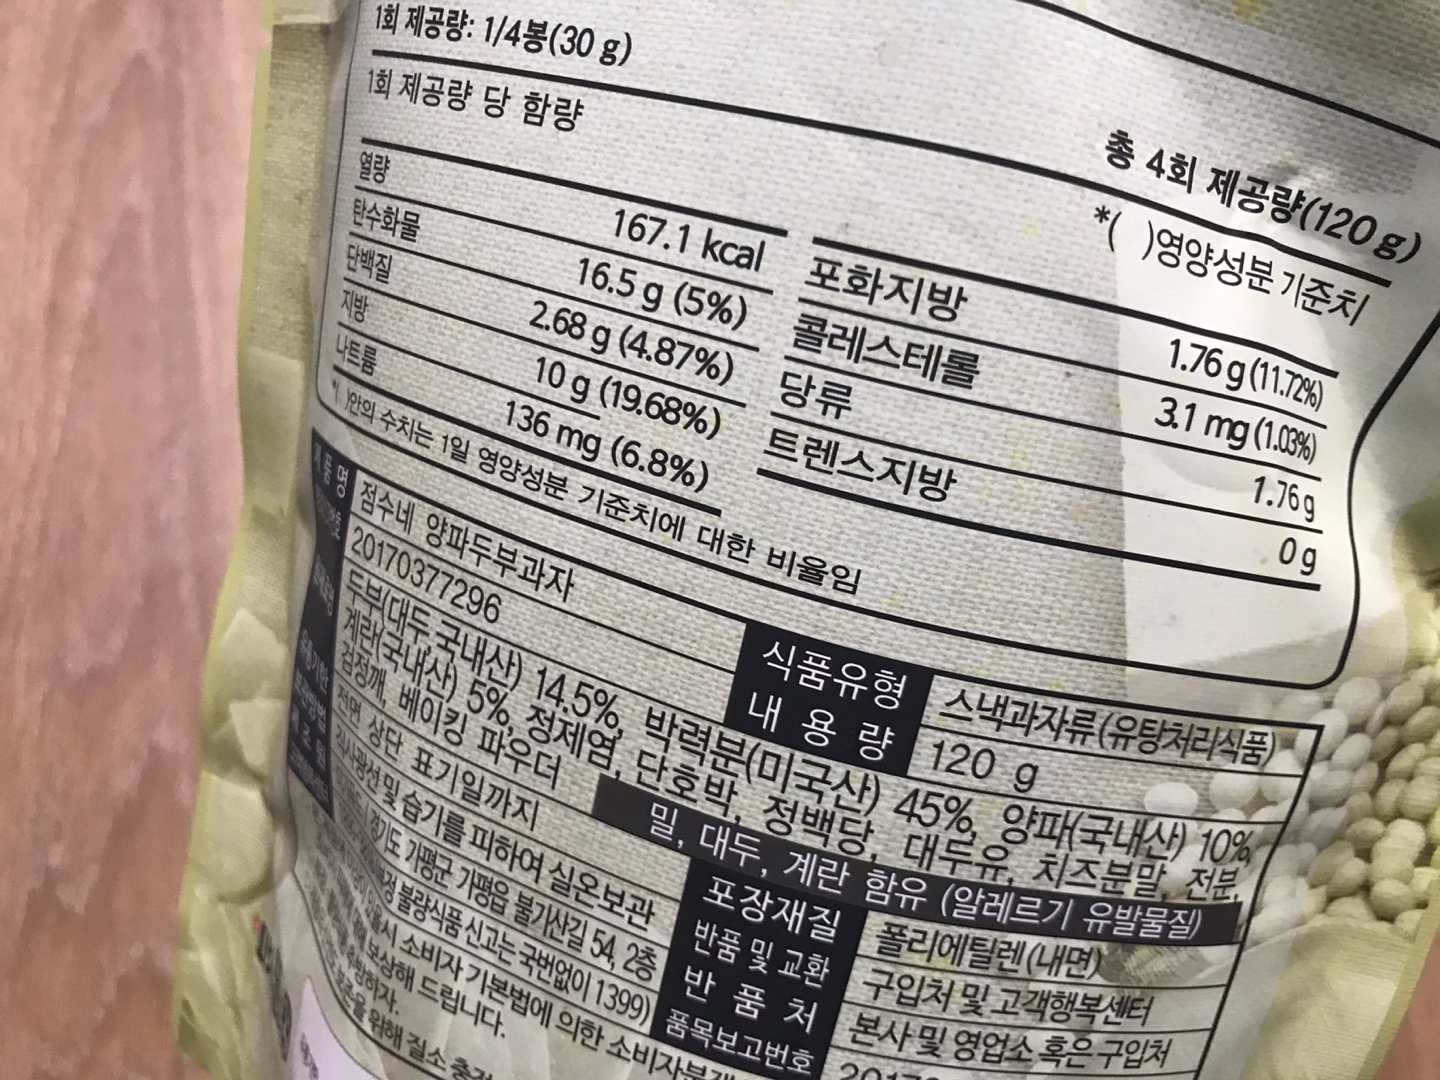 1회 제공량: 1/4봉(30 g)
총 4회 제공량(120 g)
1회 제공량 당 함량
*( )영양성분 기준치
열량 167.1 kcal
탄수화물 16.5 g (5%)
단백질 2.68 g (4.87%)
지방 10 g (19.68%)
나트륨 136 mg (6.8%)
포화지방 1.76 g (11.72%)
콜레스테롤 3.1 mg (1.03%)
당류 1.76 g
트렌스지방 0 g
*( )안의 수치는 1일 영양성분 기준치에 대한 비율임
제품명 점수네 양파두부과자
식품유형 스낵과자류(유탕처리식품)
20170377296
내 용 량 120 g
두부(대두,국내산) 14.5%, 박력분(미국산) 45%, 양파(국내산) 10%,
계란(국내산) 5%, 정제염, 단호박, 정백당, 대두유, 치즈분말, 전분,
검정깨, 베이킹 파우더
밀, 대두, 계란 함유 (알레르기 유발물질)
전면 상단 표기일까지
포장재질 폴리에틸렌(내면)
직사광선 및 습기를 피하여 실온보관
반품 및 교환 구입처 및 고객행복센터
경기도 가평군 가평읍 불기산길 54, 2층
반 품 처 본사 및 영업소 혹은 구입처
불량식품 신고는 국번없이 1399)
품목보고번호
소비자 기본법에 의한 소비자분쟁
보상해 드립니다.
위해 질소 충전